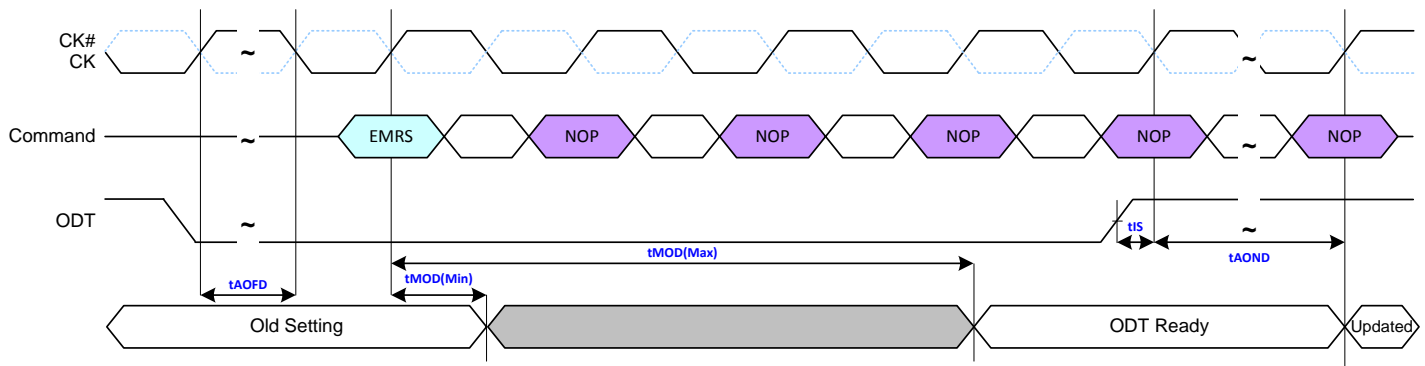 CK#
CK
~
~
Command
~
EMRS
NOP
NOP
NOP
NOP
~
NOP
ODT
~
tIS
~
tMOD(Max)
tAOND
tAOFD
tMOD(Min)
Old Setting
ODT Ready
Updated